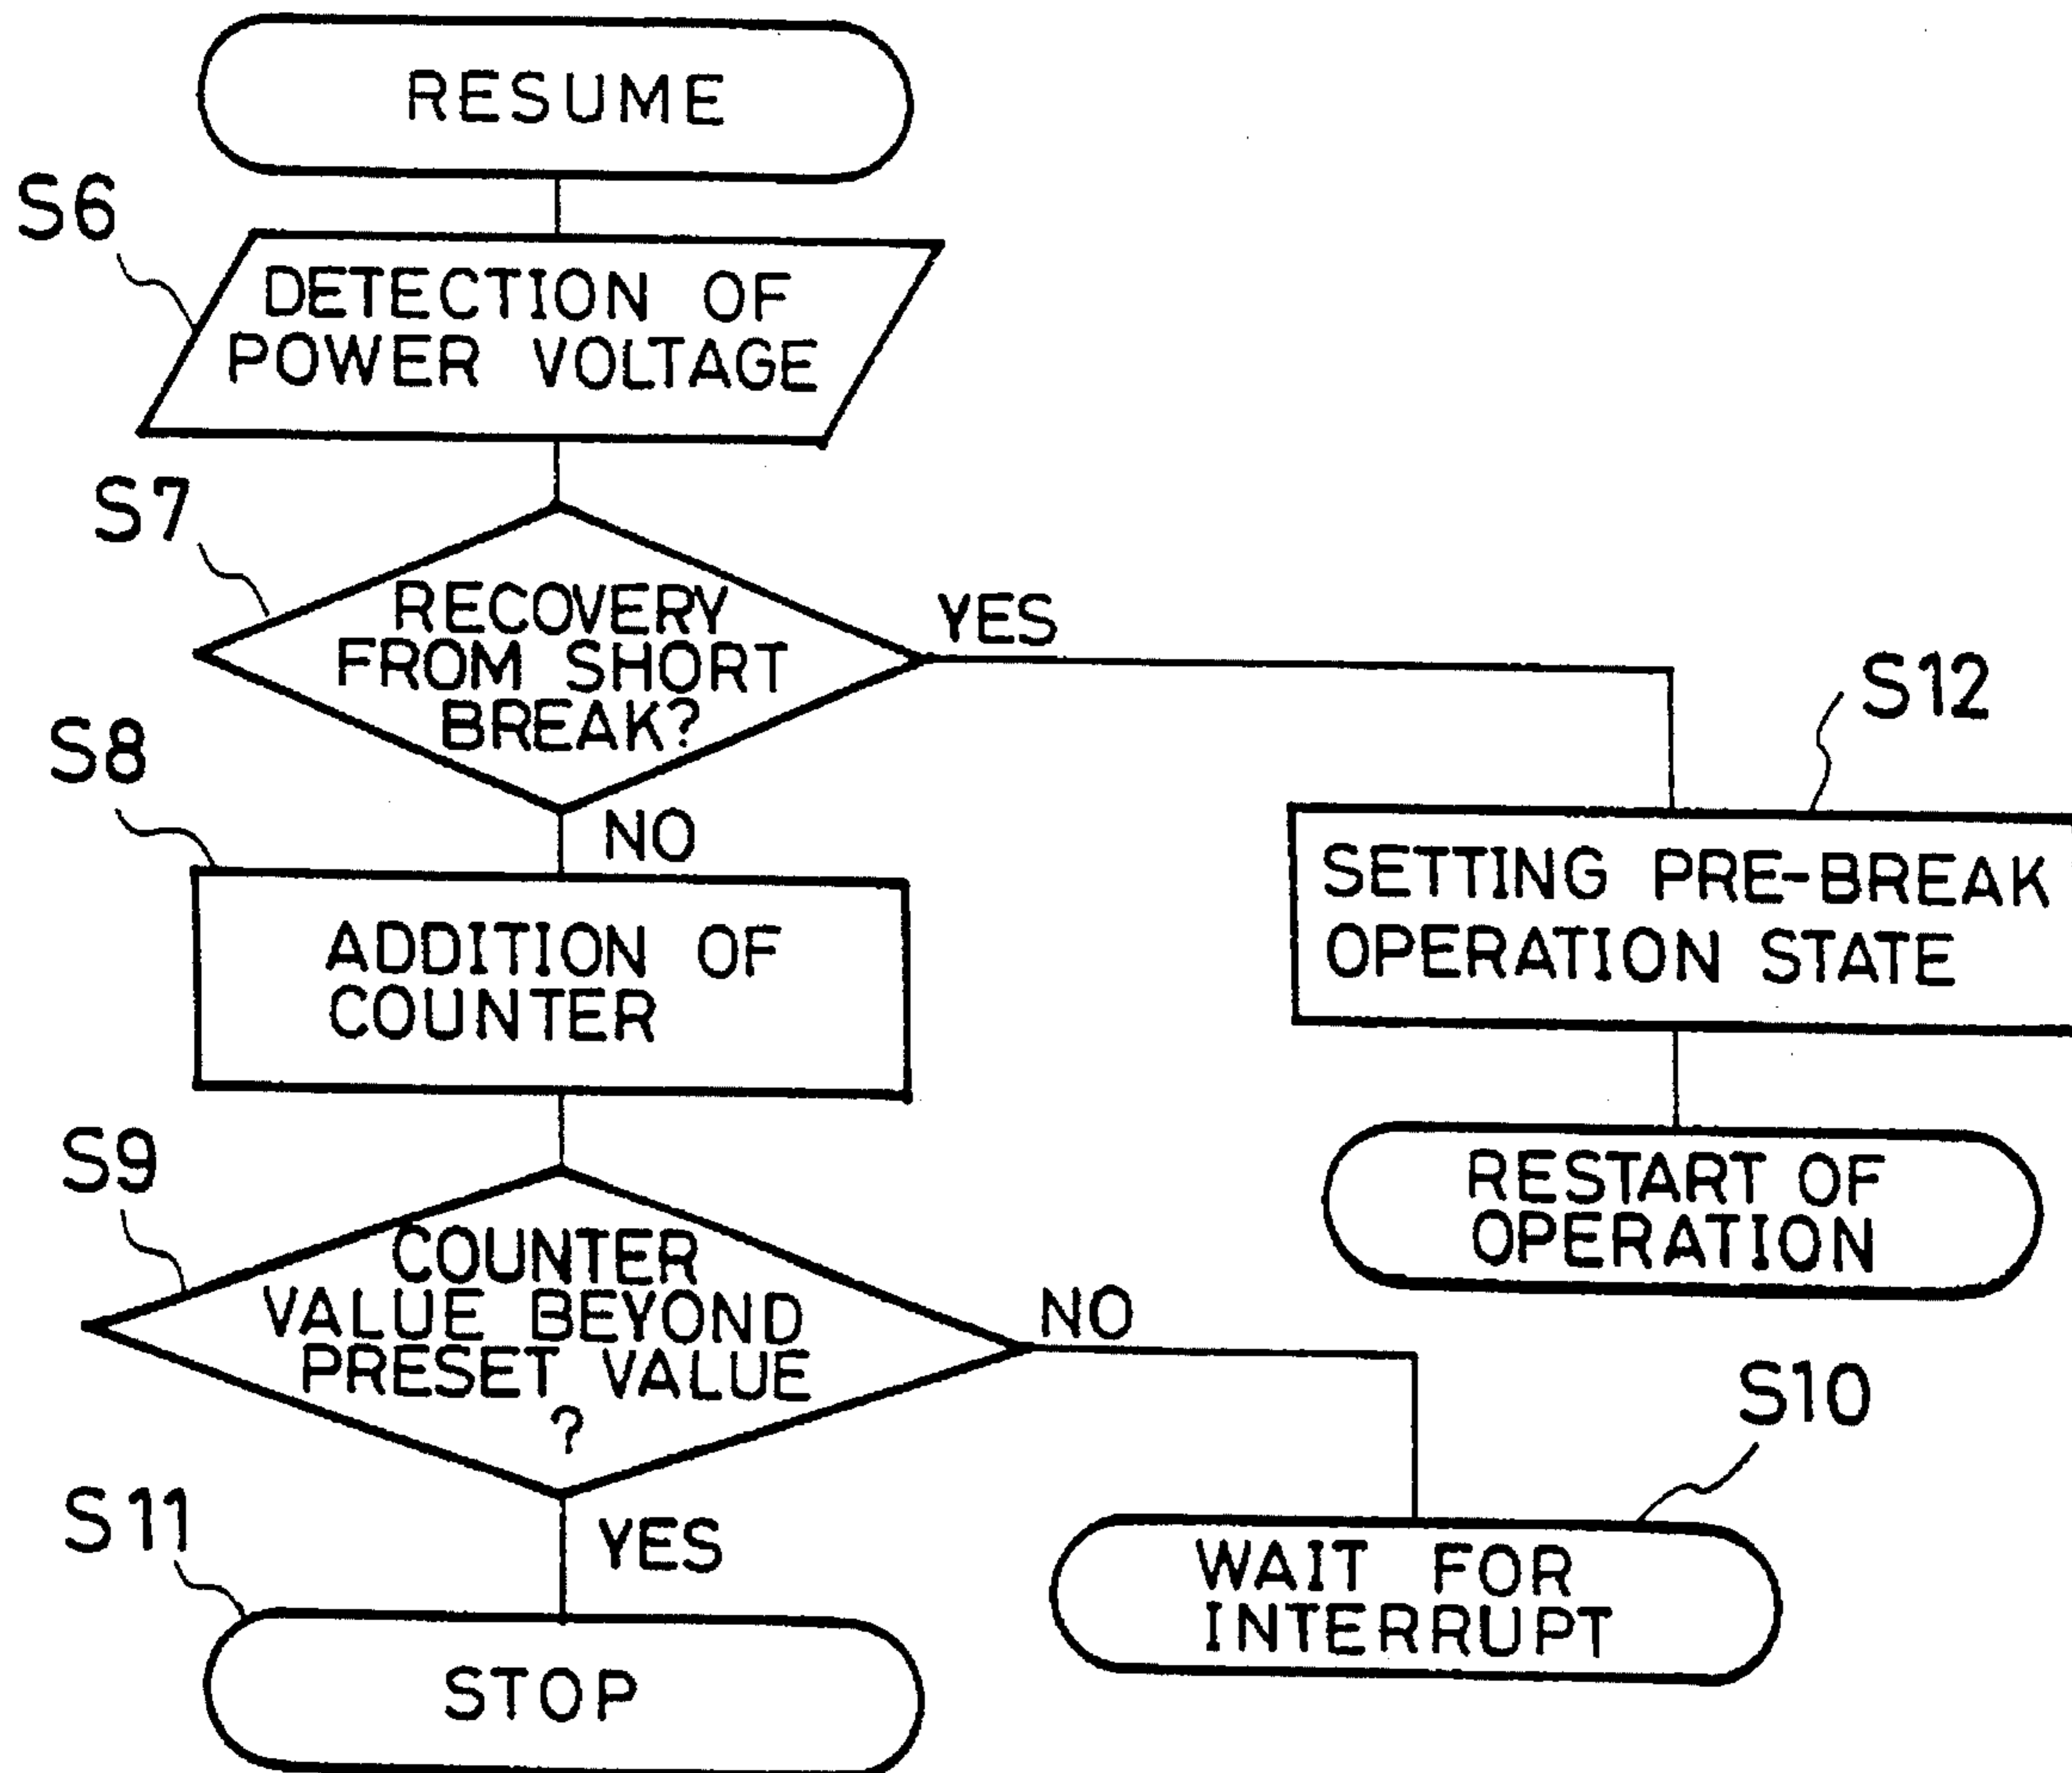 RESUME
S6
DETECTION OF
POWER VOLTAGE
S7
RECOVERY
FROM SHORT
BREAK?
YES
S12
S8
NO
SETTING PRE-BREAK
OPERATION STATE
ADDITION OF
COUNTER
RESTART OF
OPERATION
S9
COUNTER
VALUE BEYOND
PRESET VALUE
?
NO
S10
S11
YES
WAIT FOR
INTERRUPT
STOP